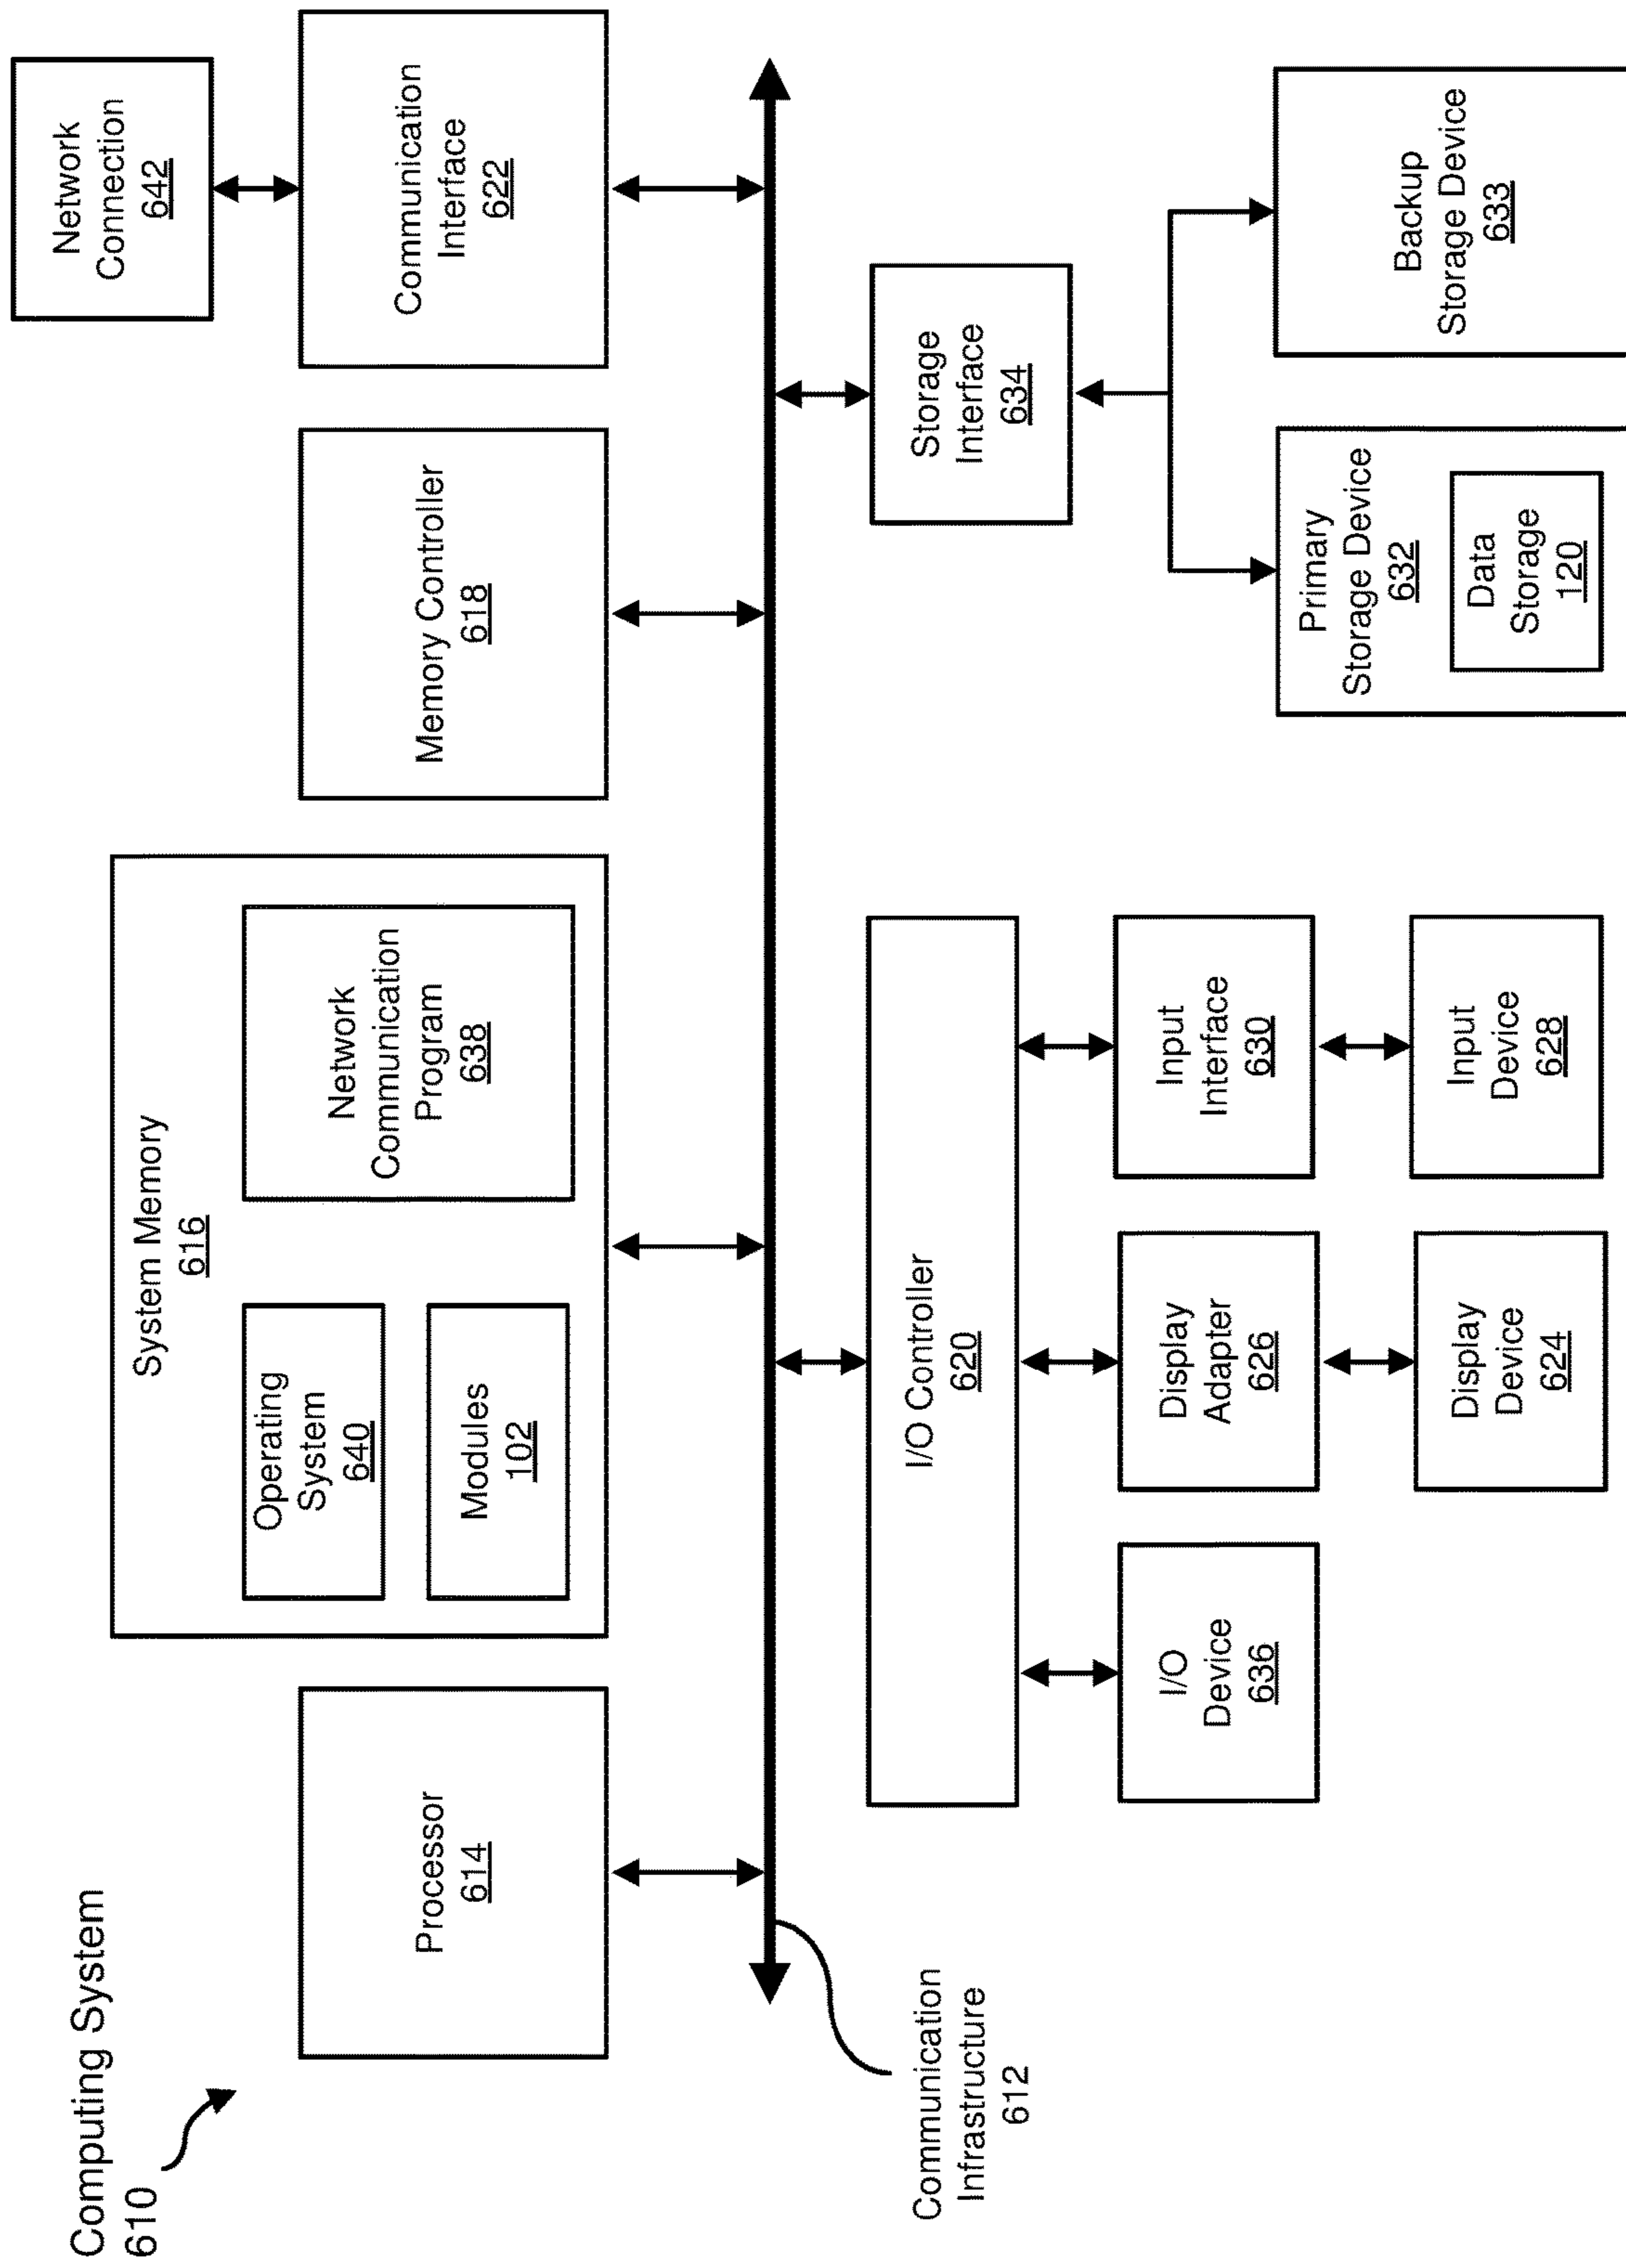 Computing System
610
Processor
614
System Memory
616
Operating
System
640
Modules
102
Network
Communication
Program
638
Memory Controller
618
Communication
Interface
622
Network
Connection
642
Communication
Infrastructure
612
I/O Controller
620
I/O
Device
636
Display
Adapter
626
Display
Device
624
Input
Interface
630
Input
Device
628
Storage
Interface
634
Primary
Storage Device
632
Data
Storage
120
Backup
Storage Device
633